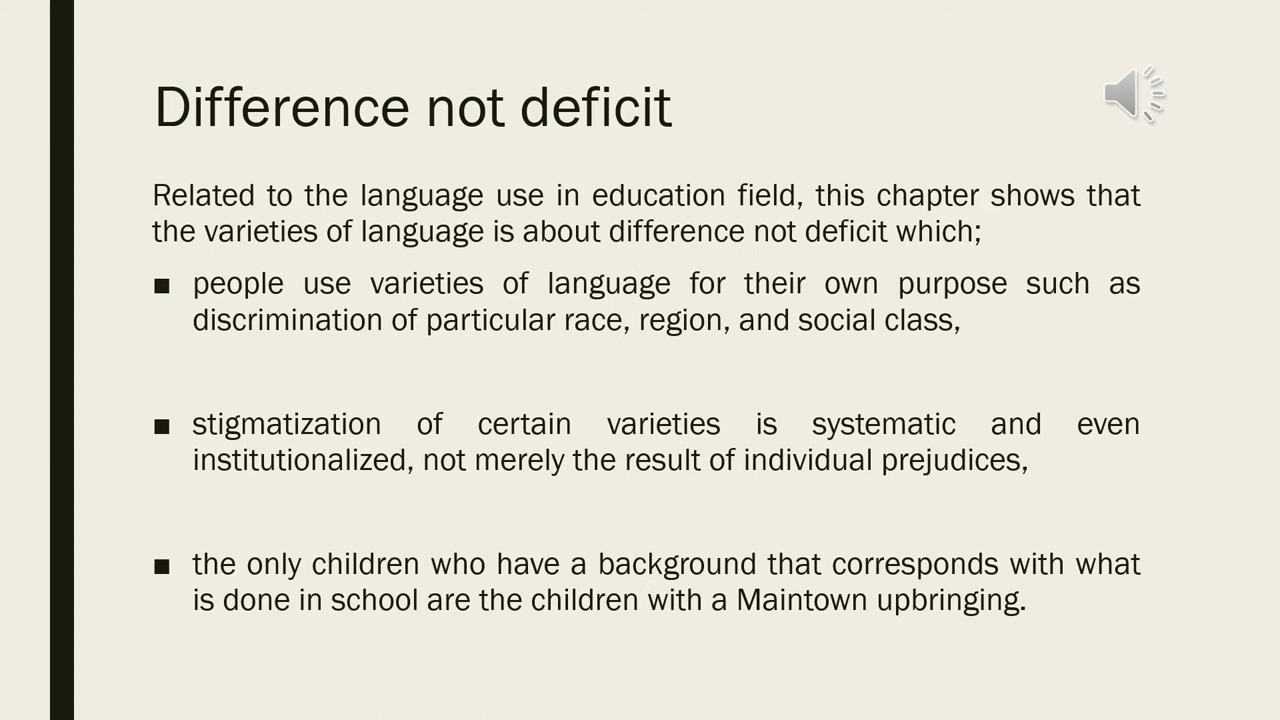 Difference not deficit
Related to the language use in education field, this chapter shows that
the varieties of language is about difference not deficit which;
■ people use varieties of language for their own purpose such as
discrimination of particular race, region, and social class,
■ stigmatization of certain varieties is systematic and even
institutionalized, not merely the result of individual prejudices,
■ the only children who have a background that corresponds with what
is done in school are the children with a Maintown upbringing.